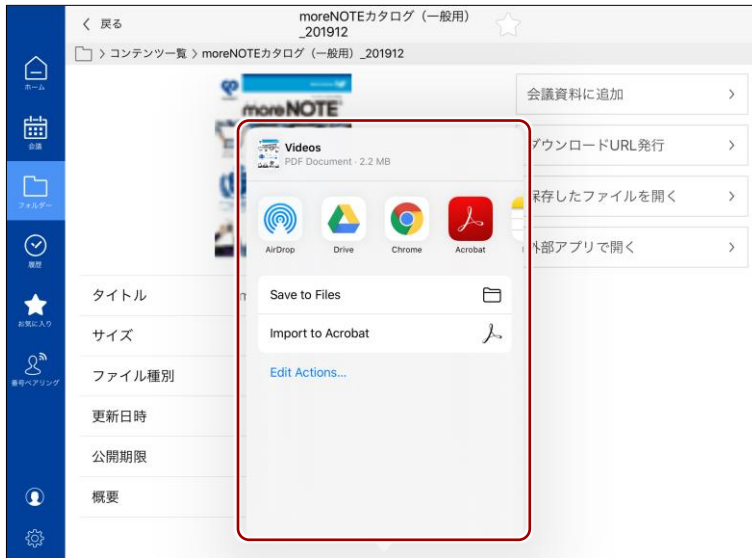 戻る
moreNOTEカタログ（一般用）
_201912
コンテンツ一覧 〉moreNOTEカタログ（一般用）_201912
ホーム
会議
フォルダー
履歴
お気に入り
番号ペアリング
moreNOTE
会議資料に追加
ダウンロードURL発行
保存したファイルを開く
外部アプリで開く
Videos
PDF Document · 2.2 MB
AirDrop
Drive
Chrome
Acrobat
Save to Files
Import to Acrobat
Edit Actions...
タイトル
サイズ
ファイル種別
更新日時
公開期限
概要